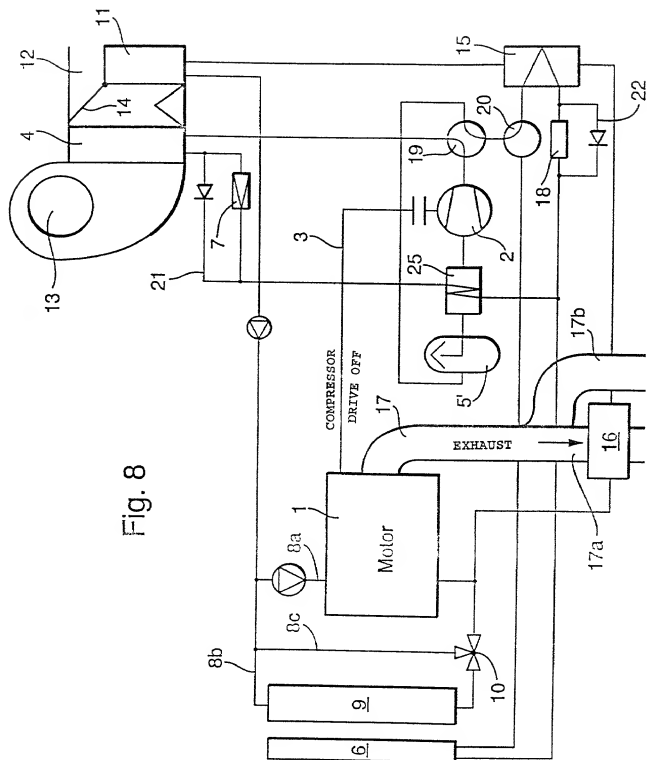 Fig. 8
12
11
4
14
13
7
21
3
15
20
19
22
18
2
25
5'
COMPRESSOR
DRIVE OFF
17
17b
EXHAUST
16
17a
1
Motor
8a
8c
8b
10
9
6